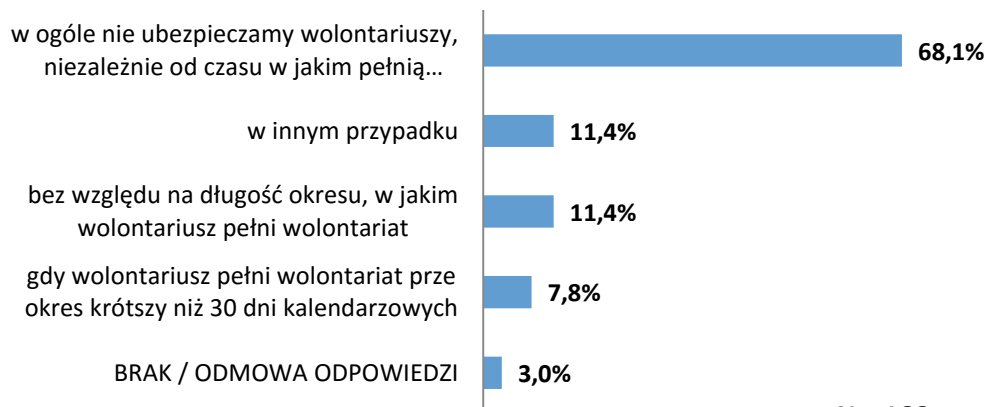 w ogóle nie ubezpieczamy wolontariuszy,
niezależnie od czasu w jakim pełnią…
68,1%
w innym przypadku
11,4%
bez względu na długość okresu, w jakim
wolontariusz pełni wolontariat
11,4%
gdy wolontariusz pełni wolontariat prze
okres krótszy niż 30 dni kalendarzowych
7,8%
BRAK / ODMOWA ODPOWIEDZI
3,0%